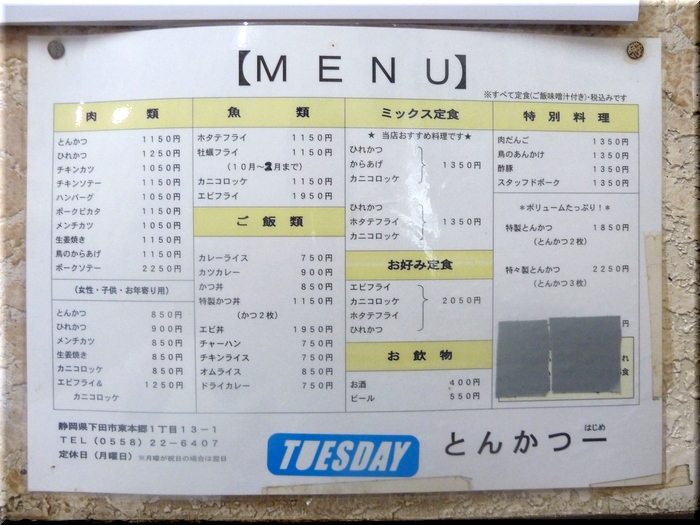 【MENU】
※すべて定食(ご飯味噌汁付き)・税込みです
肉 類
とんかつ 1150円
ひれかつ 1250円
チキンカツ 1050円
チキンソテー 1150円
ハンバーグ 1050円
ポークピカタ 1150円
メンチカツ 1050円
生姜焼き 1150円
鳥のからあげ 1150円
ポークソテー 2250円
(女性・子供・お年寄り用)
とんかつ 850円
ひれかつ 900円
メンチカツ 850円
生姜焼き 850円
カニコロッケ 850円
エビフライ& 1250円
カニコロッケ
魚 類
ホタテフライ 1150円
牡蠣フライ 1150円
(10月〜2月まで)
カニコロッケ 1150円
エビフライ 1950円
ご飯類
カレーライス 750円
カツカレー 900円
かつ丼 850円
特製かつ丼 1150円
(かつ2枚)
エビ丼 1950円
チャーハン 750円
チキンライス 750円
オムライス 850円
ドライカレー 750円
ミックス定食
★ 当店おすすめ料理です★
ひれかつ
からあげ 1350円
カニコロッケ
ひれかつ
ホタテフライ 1350円
カニコロッケ
お好み定食
エビフライ
カニコロッケ 2050円
ホタテフライ
ひれかつ
お飲物
お酒 400円
ビール 550円
特別料理
肉だんご 1350円
鳥のあんかけ 1350円
酢豚 1350円
スタッフドポーク 1350円
*ボリュームたっぷり!*
特製とんかつ 1850円
(とんかつ2枚)
特々製とんかつ 2250円
(とんかつ3枚)
円
れ
食
静岡県下田市東本郷1丁目13-1
TEL(0558)22-6407
定休日(月曜日) ※月曜が祝日の場合は翌日
TUESDAY
はじめ
とんかつ一